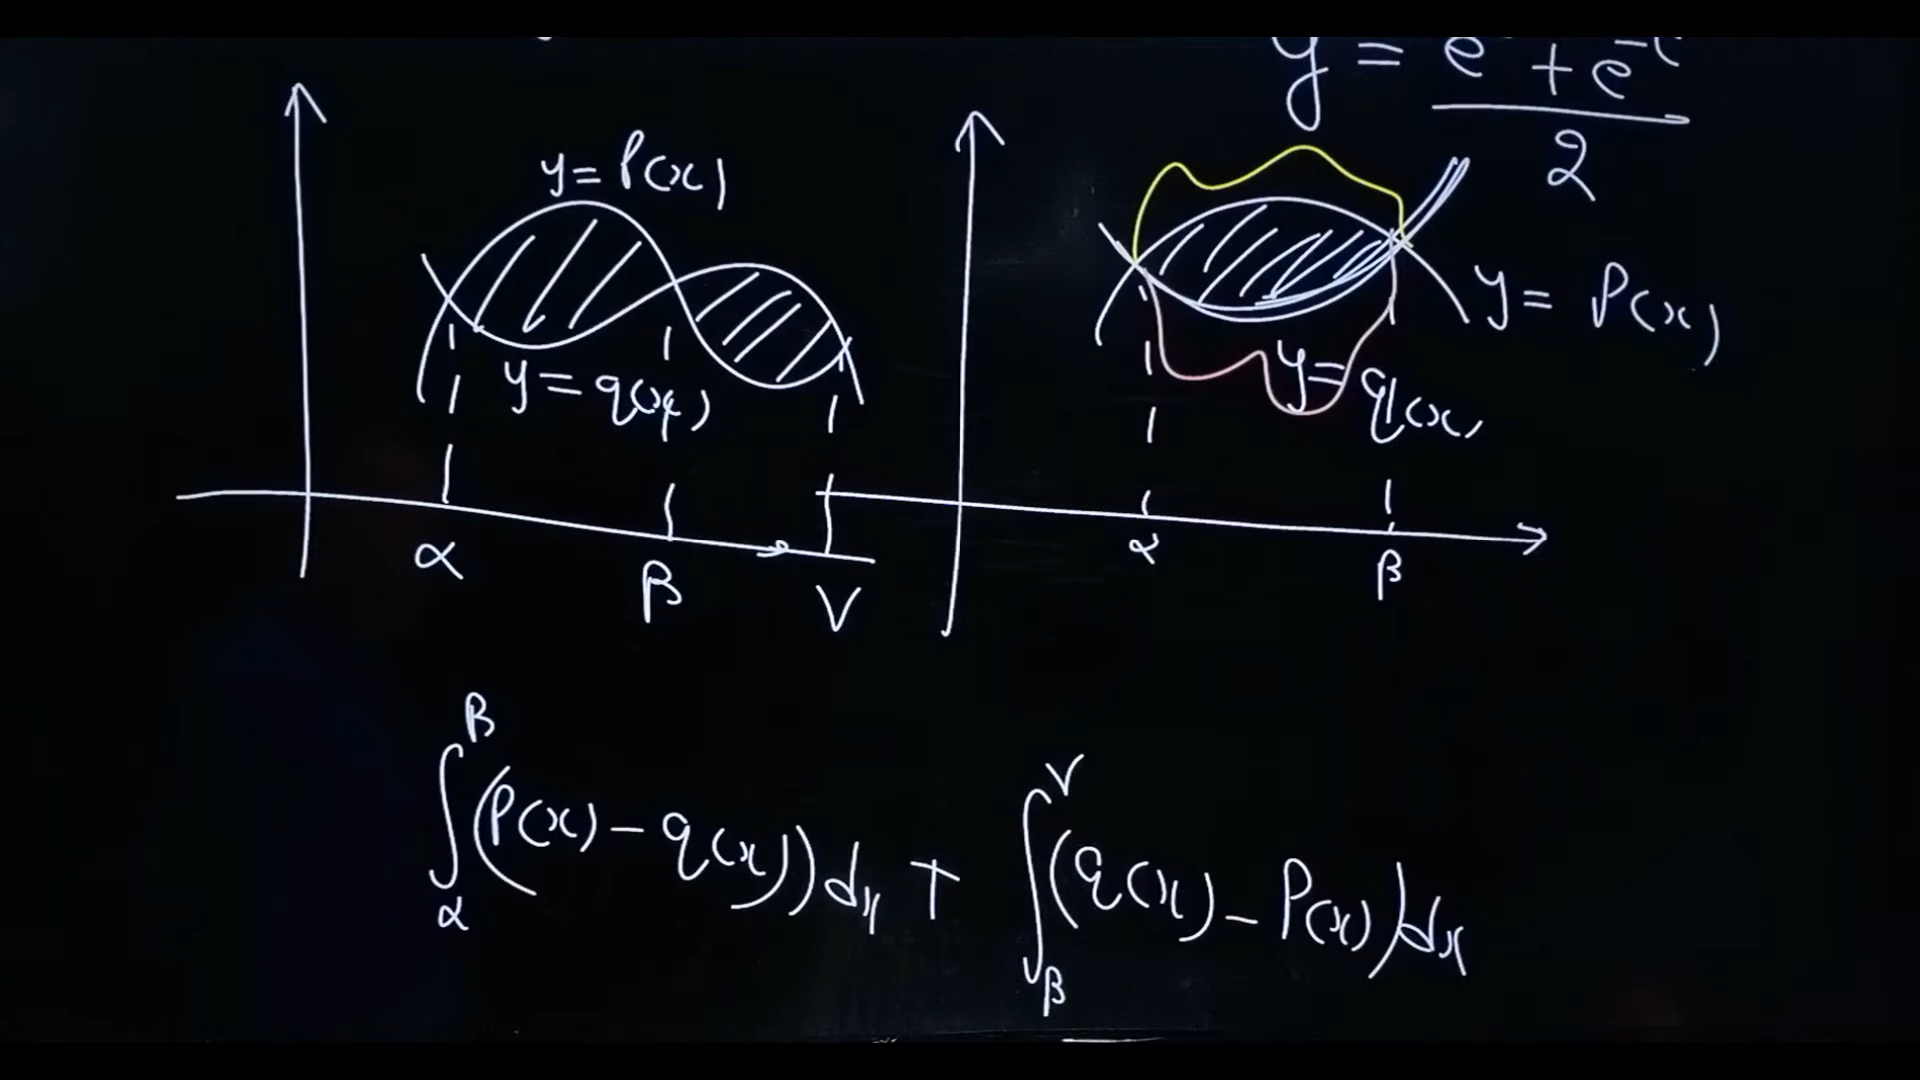 y = e + e^-
2
y = P(x)
y = P(x)
y = q(x)
y = q(x)
α β γ
α β
∫_α^β (P(x) - q(x)) dx + ∫_β^γ (q(x) - P(x)) dx